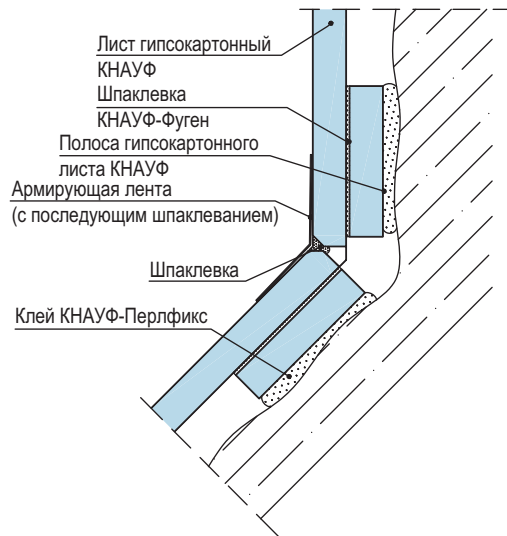 Лист гипсокартонный
КНАУФ
Шпаклевка
КНАУФ-Фуген
Полоса гипсокартонного
листа КНАУФ
Армирующая лента
(с последующим шпаклеванием)
Шпаклевка
Клей КНАУФ-Перлфикс